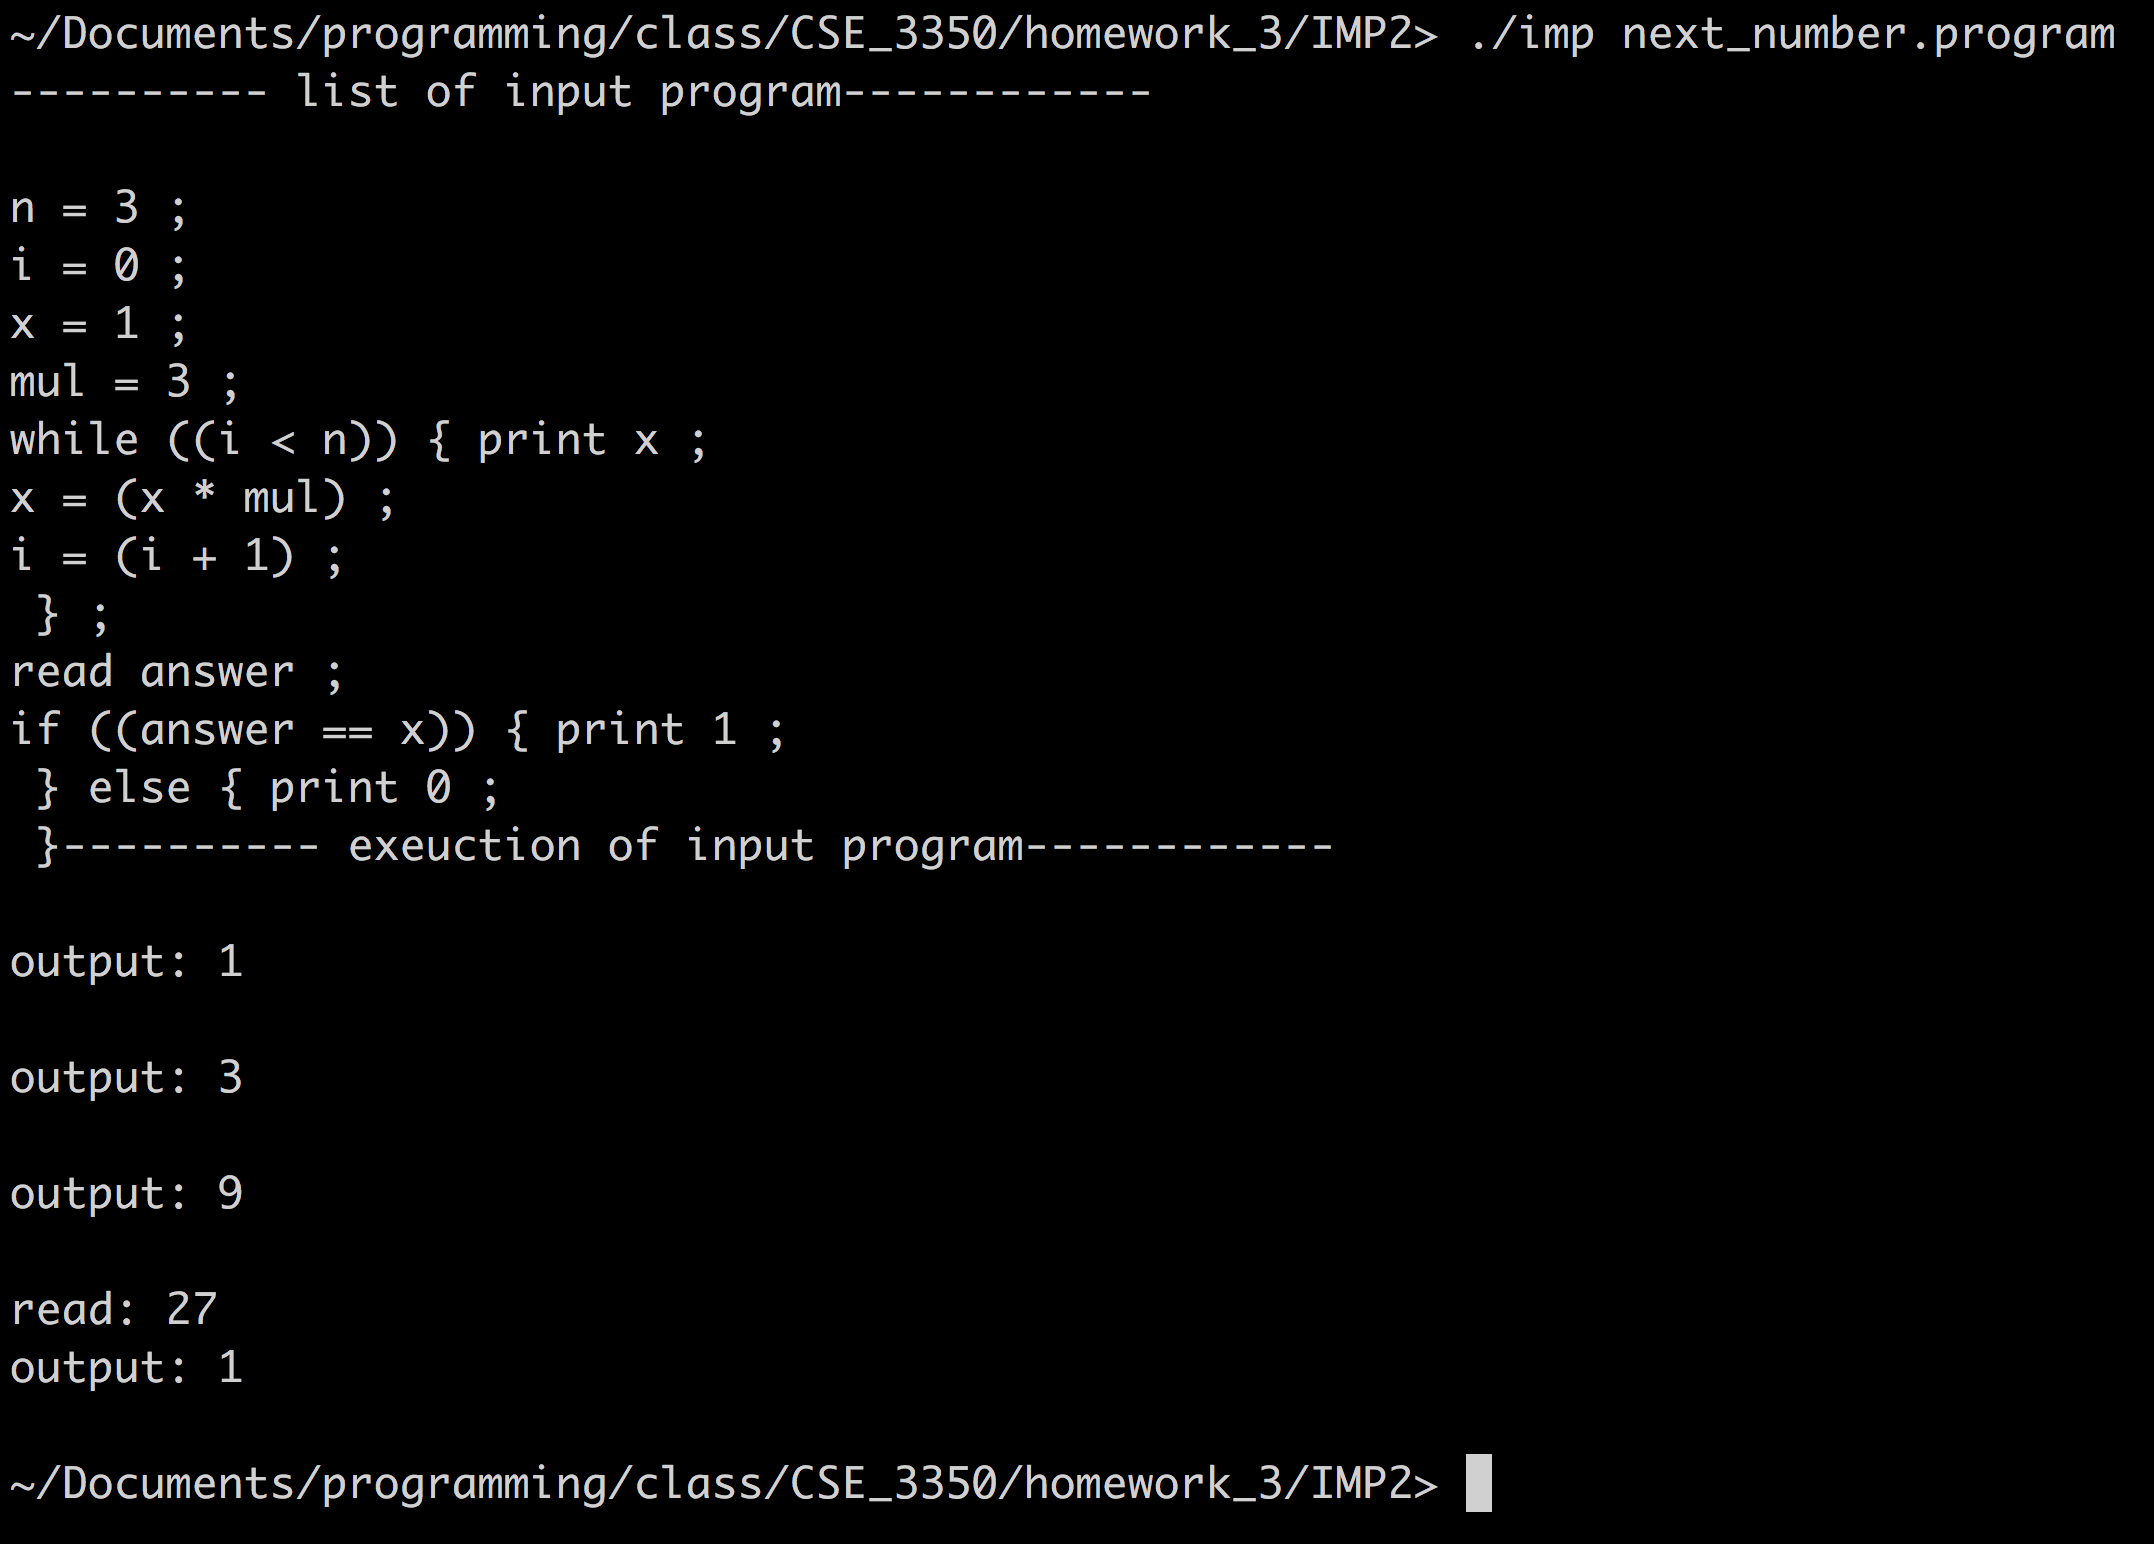 ~/Documents/programming/class/CSE_3350/homework_3/IMP2> ./imp next_number.program
---------- list of input program------------
n = 3 ;
i = 0 ;
x = 1 ;
mul = 3 ;
while ((i < n)) { print x ;
x = (x * mul) ;
i = (i + 1) ;
 } ;
read answer ;
if ((answer == x)) { print 1 ;
 } else { print 0 ;
 }---------- exeuction of input program------------
output: 1
output: 3
output: 9
read: 27
output: 1
~/Documents/programming/class/CSE_3350/homework_3/IMP2>